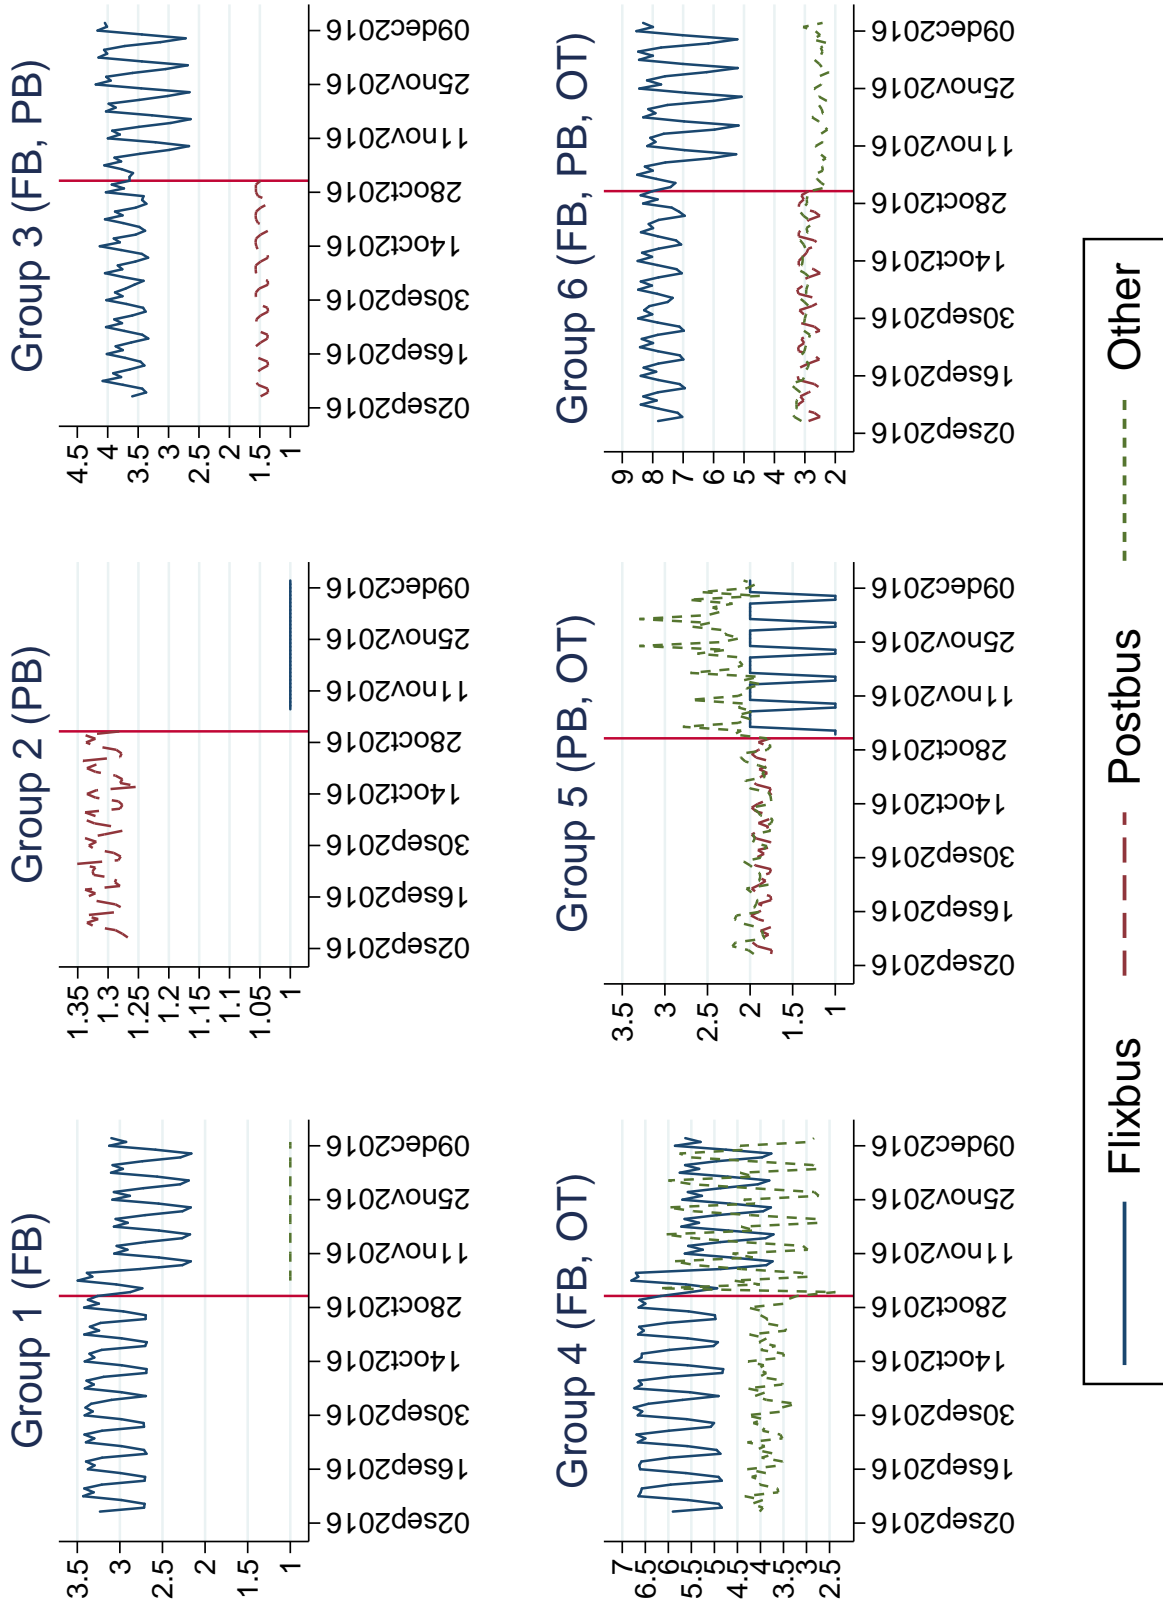 Group 1 (FB)
3.5
3
2.5
2
1.5
1
02sep2016
16sep2016
30sep2016
14oct2016
28oct2016
11nov2016
25nov2016
09dec2016
Group 2 (PB)
1.35
1.3
1.25
1.2
1.15
1.1
1.05
1
02sep2016
16sep2016
30sep2016
14oct2016
28oct2016
11nov2016
25nov2016
09dec2016
Group 3 (FB, PB)
4.5
4
3.5
3
2.5
2
1.5
1
02sep2016
16sep2016
30sep2016
14oct2016
28oct2016
11nov2016
25nov2016
09dec2016
Group 4 (FB, OT)
7
6.5
6
5.5
5
4.5
4
3.5
3
2.5
02sep2016
16sep2016
30sep2016
14oct2016
28oct2016
11nov2016
25nov2016
09dec2016
Group 5 (PB, OT)
3.5
3
2.5
2
1.5
1
02sep2016
16sep2016
30sep2016
14oct2016
28oct2016
11nov2016
25nov2016
09dec2016
Group 6 (FB, PB, OT)
9
8
7
6
5
4
3
2
02sep2016
16sep2016
30sep2016
14oct2016
28oct2016
11nov2016
25nov2016
09dec2016
Flixbus Postbus Other